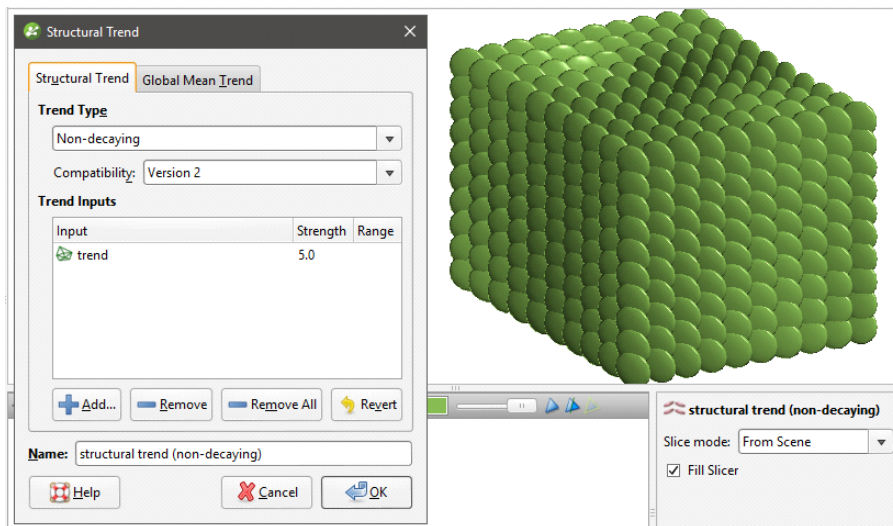 Structural Trend
Structural Trend
Global Mean Trend
Trend Type
Non-decaying
Compatibility: Version 2
Trend Inputs
Input Strength Range
trend 5.0
Add... Remove Remove All Revert
Name: structural trend (non-decaying)
Help Cancel OK
structural trend (non-decaying)
Slice mode: From Scene
Fill Slicer